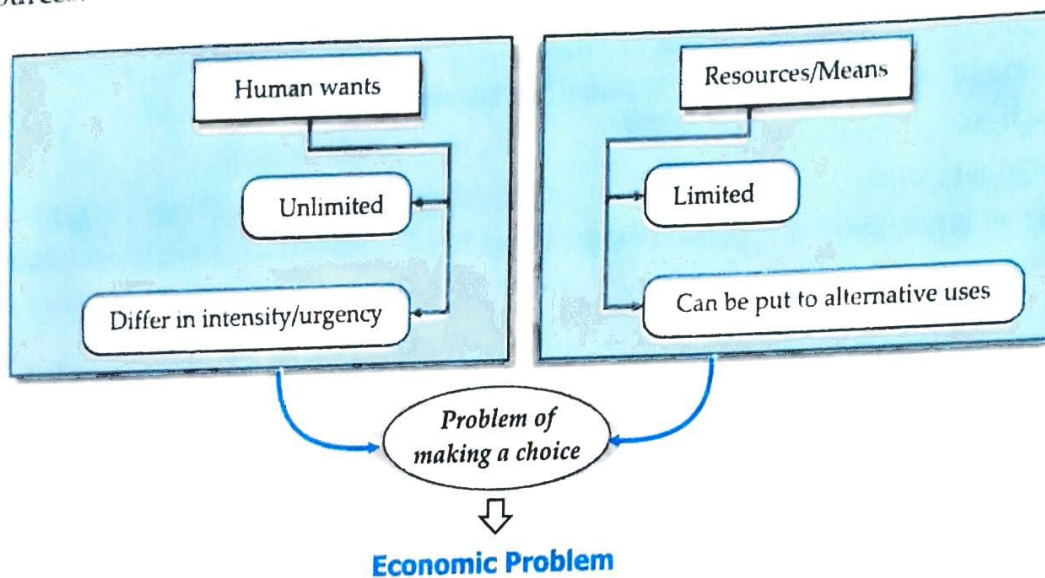 Human wants
Unlimited
Differ in intensity/urgency
Resources/Means
Limited
Can be put to alternative uses
Problem of
making a choice
Economic Problem